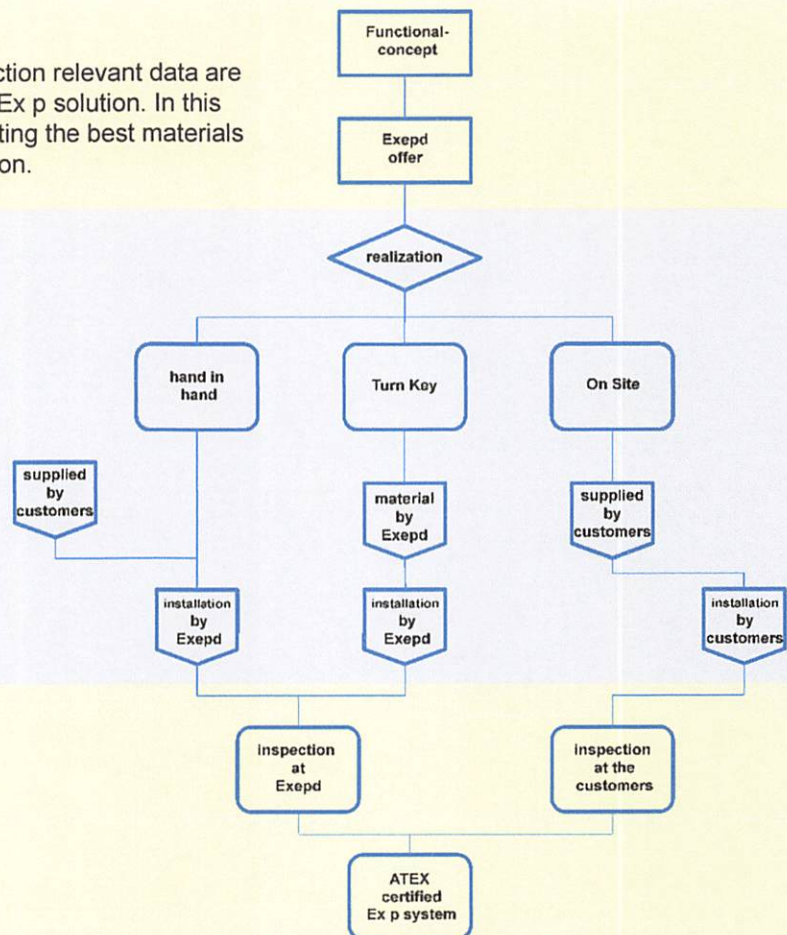 ction relevant data are
Ex p solution. In this
ting the best materials
on.
Functional-
concept
Exepd
offer
realization
hand in
hand
Turn Key
On Site
supplied
by
customers
material
by
Exepd
supplied
by
customers
installation
by
Exepd
installation
by
Exepd
installation
by
customers
inspection
at
Exepd
inspection
at the
customers
ATEX
certified
Ex p system